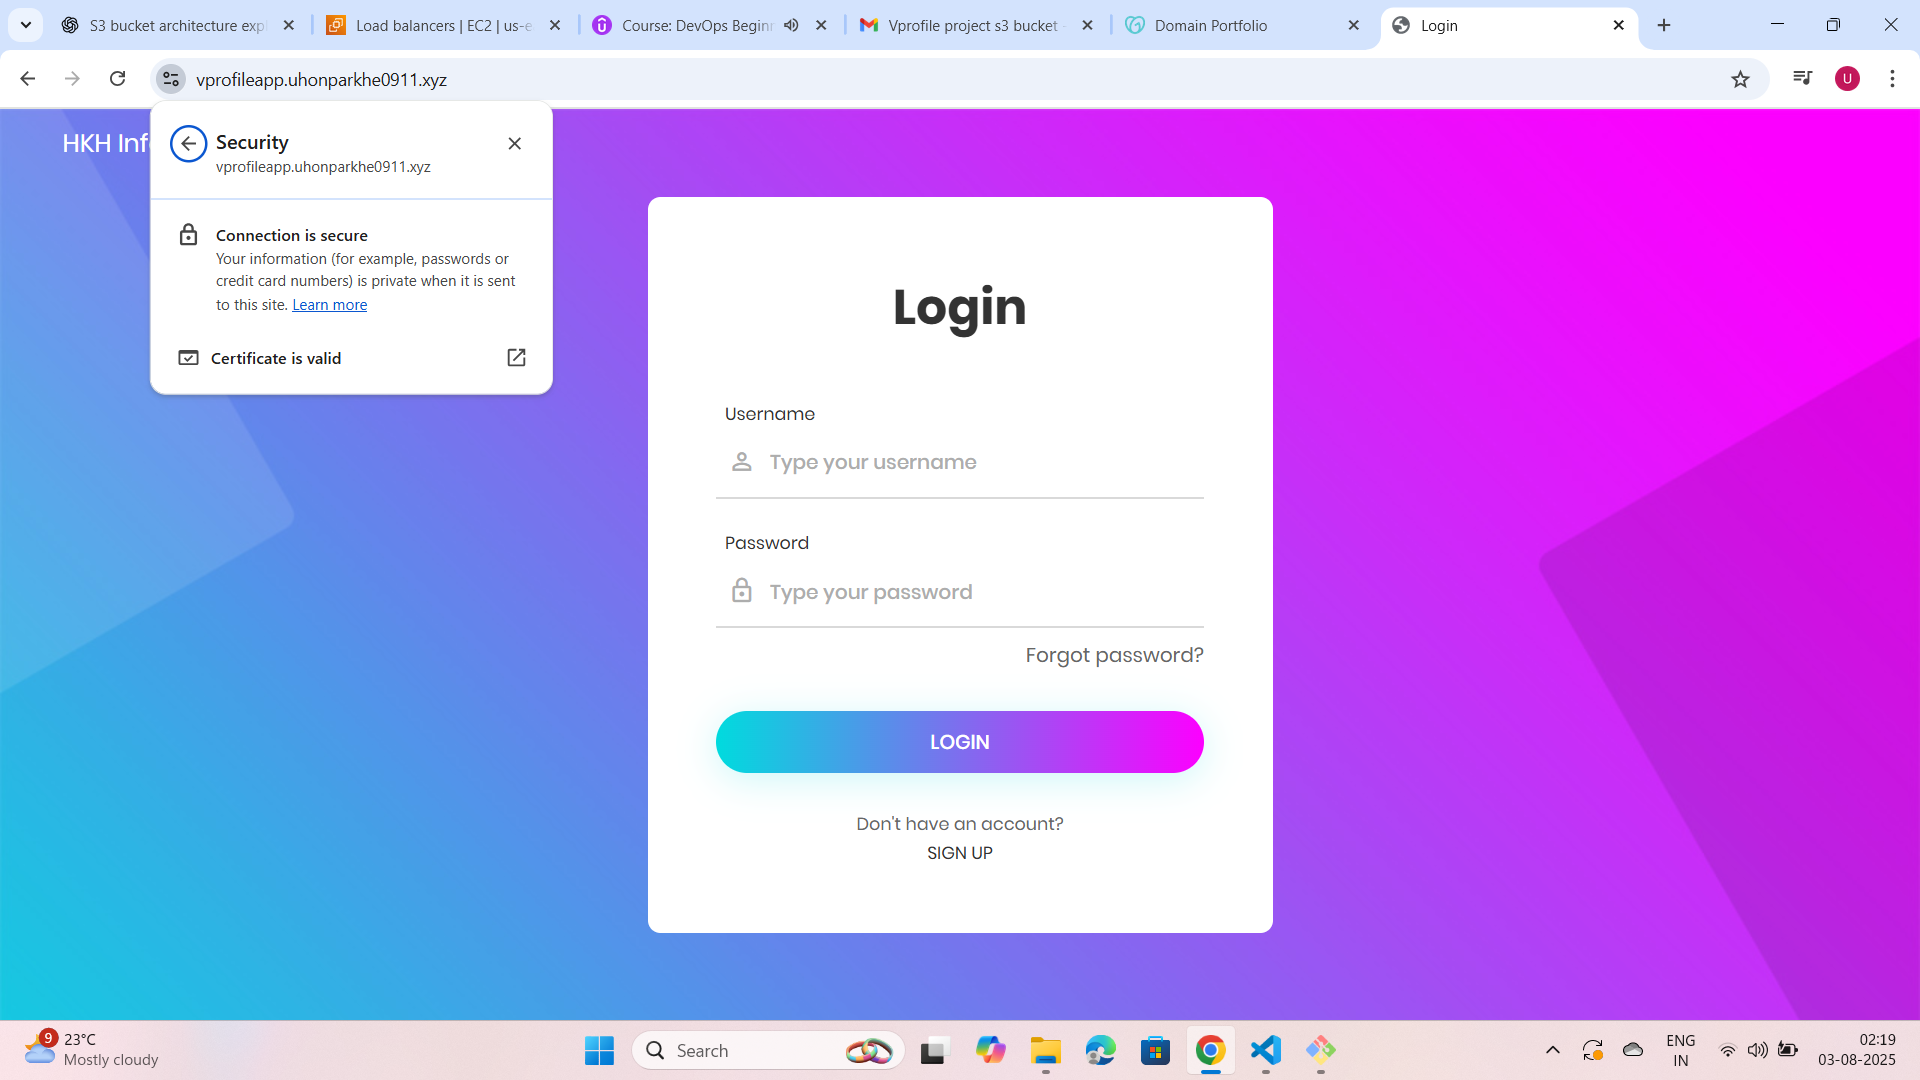 S3 bucket architecture expl
Load balancers | EC2 | us-e
Course: DevOps Beginn
Vprofile project s3 bucket -
Domain Portfolio
Login
vprofileapp.uhonparkhe0911.xyz
U
HKH Inf
Security
vprofileapp.uhonparkhe0911.xyz
Connection is secure
Your information (for example, passwords or
credit card numbers) is private when it is sent
to this site. Learn more
Certificate is valid
Login
Username
Type your username
Password
Type your password
Forgot password?
LOGIN
Don't have an account?
SIGN UP
9
23°C
Mostly cloudy
Search
ENG
IN
02:19
03-08-2025